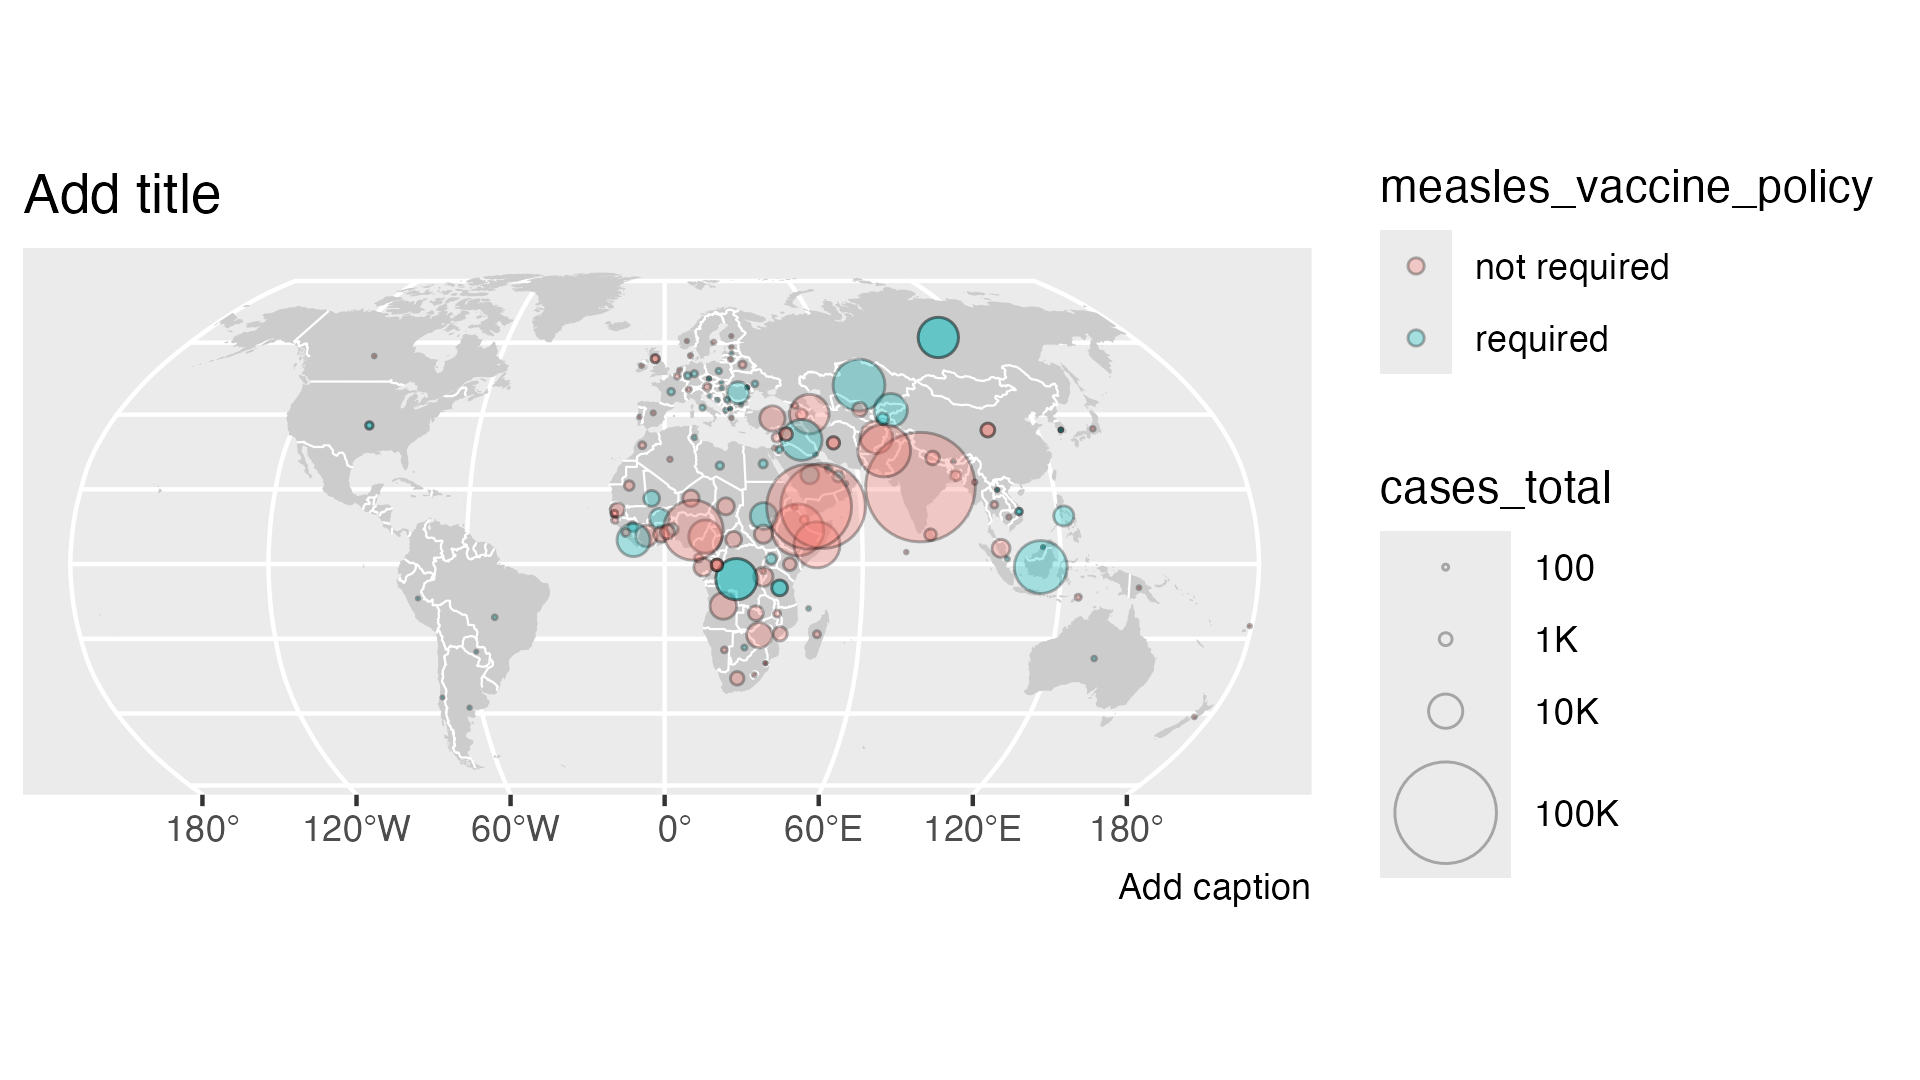 Add title
measles_vaccine_policy
not required
required
cases_total
100
1K
10K
100K
180° 120°W 60°W 0° 60°E 120°E 180°
Add caption